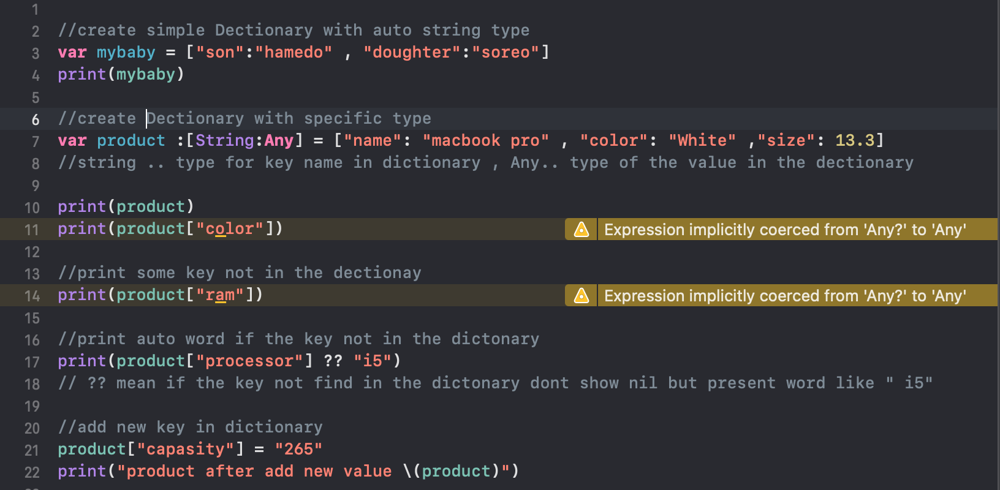 1
2 //create simple Dectionary with auto string type
3 var mybaby = ["son":"hamedo" , "doughter":"soreo"]
4 print(mybaby)
5
6 //create Dectionary with specific type
7 var product :[String:Any] = ["name": "macbook pro" , "color": "White" ,"size": 13.3]
8 //string .. type for key name in dictionary , Any.. type of the value in the dectionary
9
10 print(product)
11 print(product["color"]) Expression implicitly coerced from 'Any?' to 'Any'
12
13 //print some key not in the dectionay
14 print(product["ram"]) Expression implicitly coerced from 'Any?' to 'Any'
15
16 //print auto word if the key not in the dictonary
17 print(product["processor"] ?? "i5")
18 // ?? mean if the key not find in the dictonary dont show nil but present word like " i5"
19
20 //add new key in dictionary
21 product["capasity"] = "265"
22 print("product after add new value \(product)")